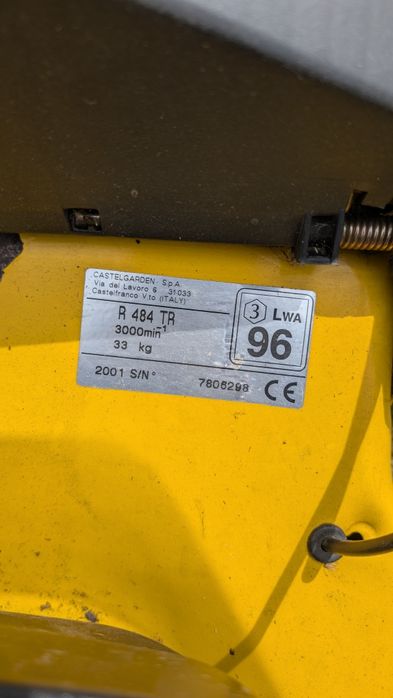 CASTELGARDEN S.p.A.
Via del Lavoro 6 31033
Castelfranco V.to (ITALY)
R 484 TR
3000min⁻¹
33 kg
3 LWA
96
2001 S/N° 7806298 CE